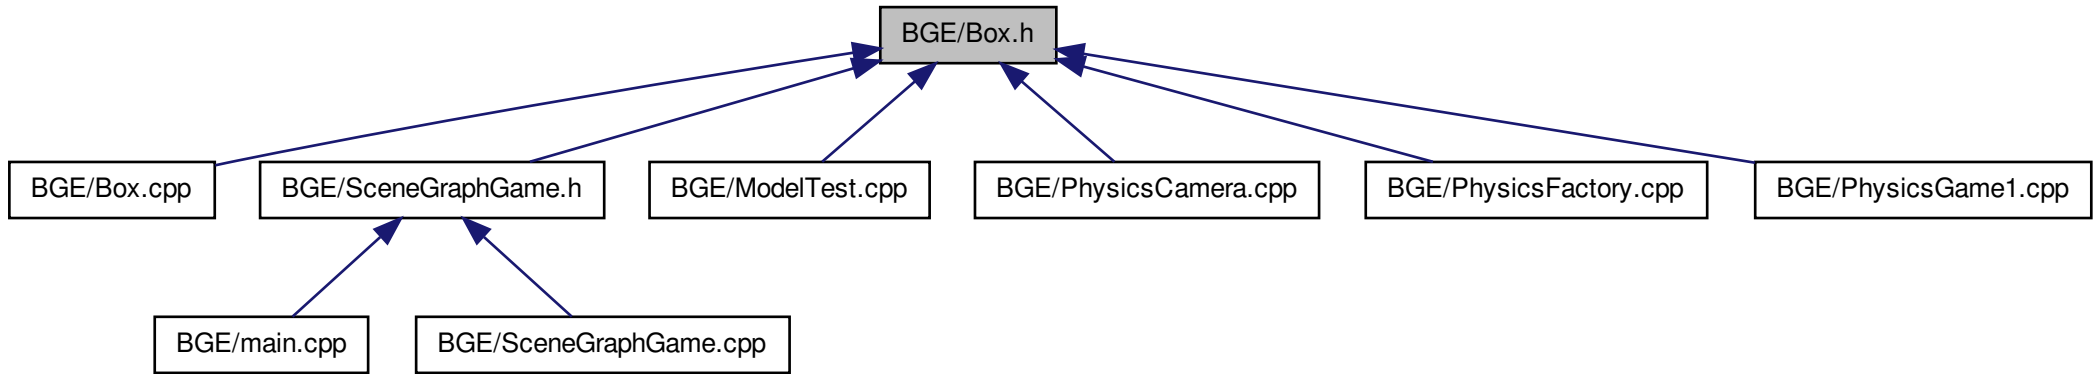 BGE/Box.h
BGE/Box.cpp
BGE/SceneGraphGame.h
BGE/ModelTest.cpp
BGE/PhysicsCamera.cpp
BGE/PhysicsFactory.cpp
BGE/PhysicsGame1.cpp
BGE/main.cpp
BGE/SceneGraphGame.cpp